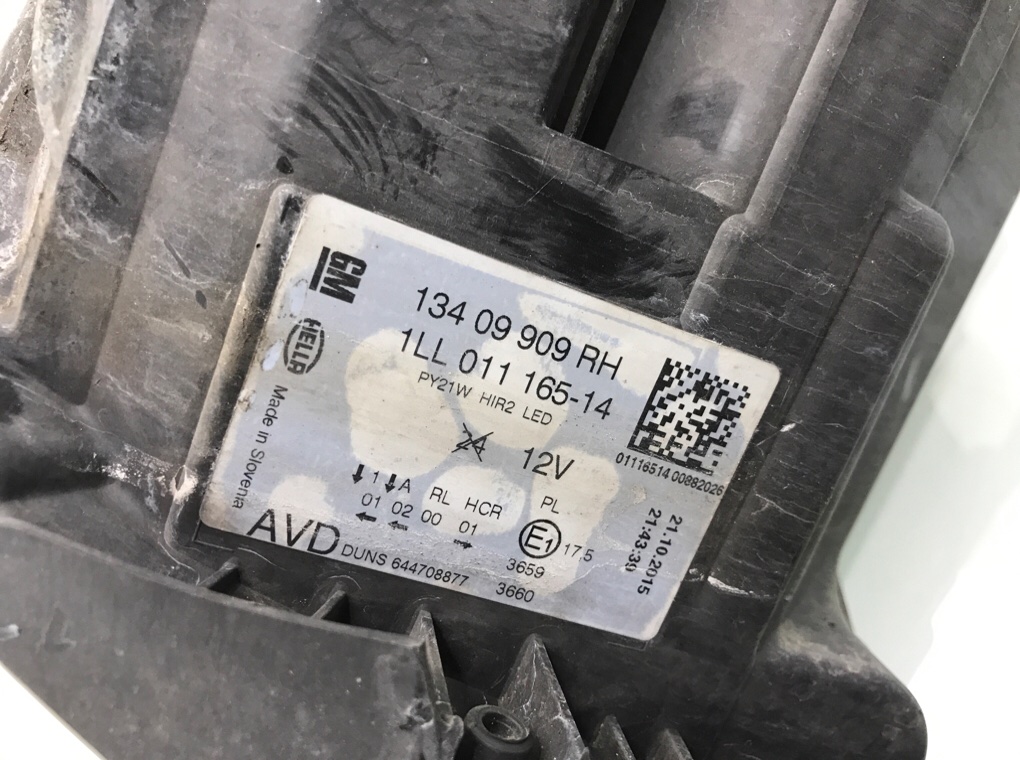 GM
HELLA
Made in Slovenia
134 09 909 RH
1LL 011 165-14
PY21W HIR2 LED
24 12V
01116514 00882026
1 A RL HCR PL
01 02 00 01 E1 17,5
3659
3660
AVD DUNS 644708877
21.10.2015
21:43:39